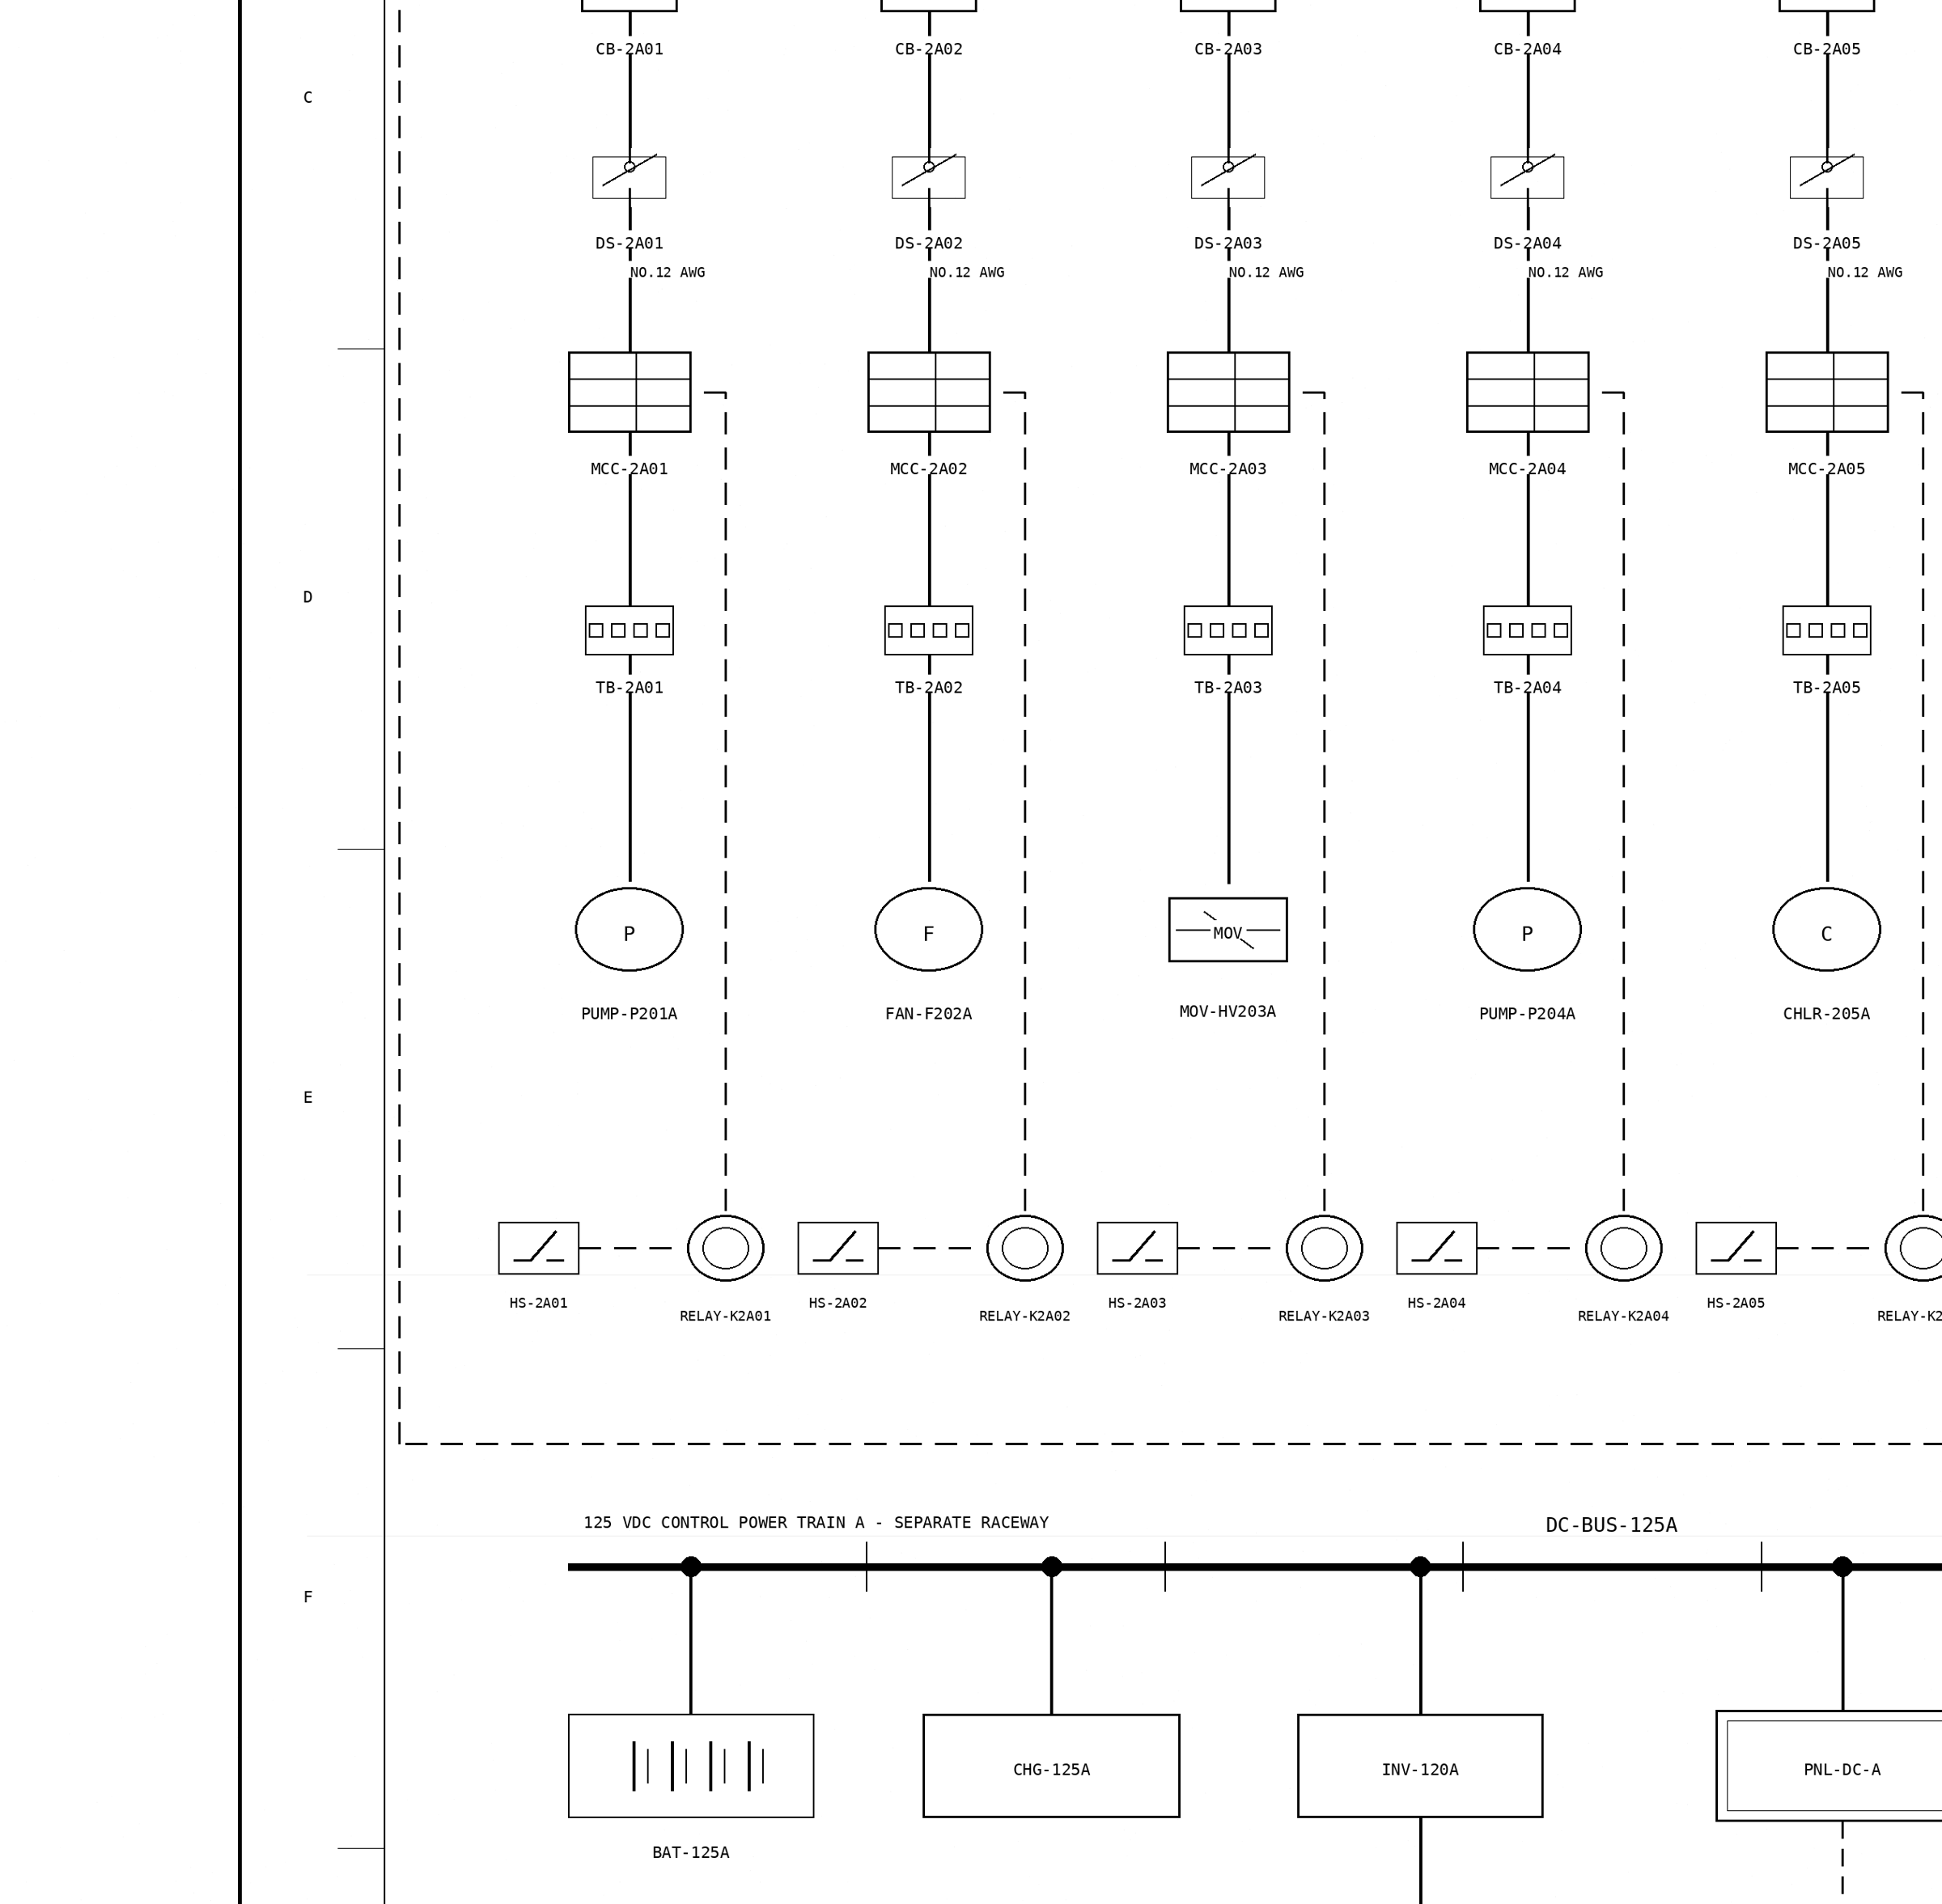 CB-2A01 CB-2A02 CB-2A03 CB-2A04 CB-2A05
C
DS-2A01 DS-2A02 DS-2A03 DS-2A04 DS-2A05
NO.12 AWG NO.12 AWG NO.12 AWG NO.12 AWG NO.12 AWG
MCC-2A01 MCC-2A02 MCC-2A03 MCC-2A04 MCC-2A05
D
TB-2A01 TB-2A02 TB-2A03 TB-2A04 TB-2A05
P F MOV P C
PUMP-P201A FAN-F202A MOV-HV203A PUMP-P204A CHLR-205A
E
HS-2A01 HS-2A02 HS-2A03 HS-2A04 HS-2A05
RELAY-K2A01 RELAY-K2A02 RELAY-K2A03 RELAY-K2A04 RELAY-K2
125 VDC CONTROL POWER TRAIN A - SEPARATE RACEWAY DC-BUS-125A
F
CHG-125A INV-120A PNL-DC-A
BAT-125A